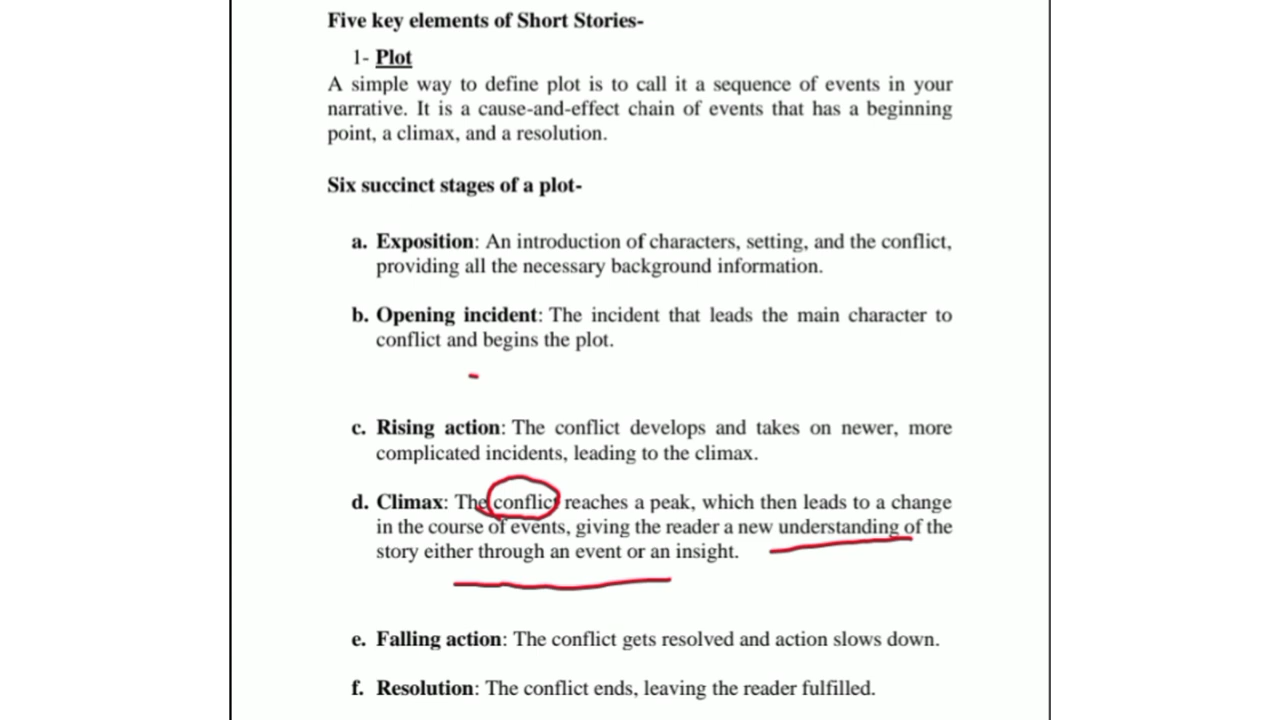 Five key elements of Short Stories-
1- Plot
A simple way to define plot is to call it a sequence of events in your
narrative. It is a cause-and-effect chain of events that has a beginning
point, a climax, and a resolution.
Six succinct stages of a plot-
a. Exposition: An introduction of characters, setting, and the conflict,
providing all the necessary background information.
b. Opening incident: The incident that leads the main character to
conflict and begins the plot.
c. Rising action: The conflict develops and takes on newer, more
complicated incidents, leading to the climax.
d. Climax: The conflict reaches a peak, which then leads to a change
in the course of events, giving the reader a new understanding of the
story either through an event or an insight.
e. Falling action: The conflict gets resolved and action slows down.
f. Resolution: The conflict ends, leaving the reader fulfilled.